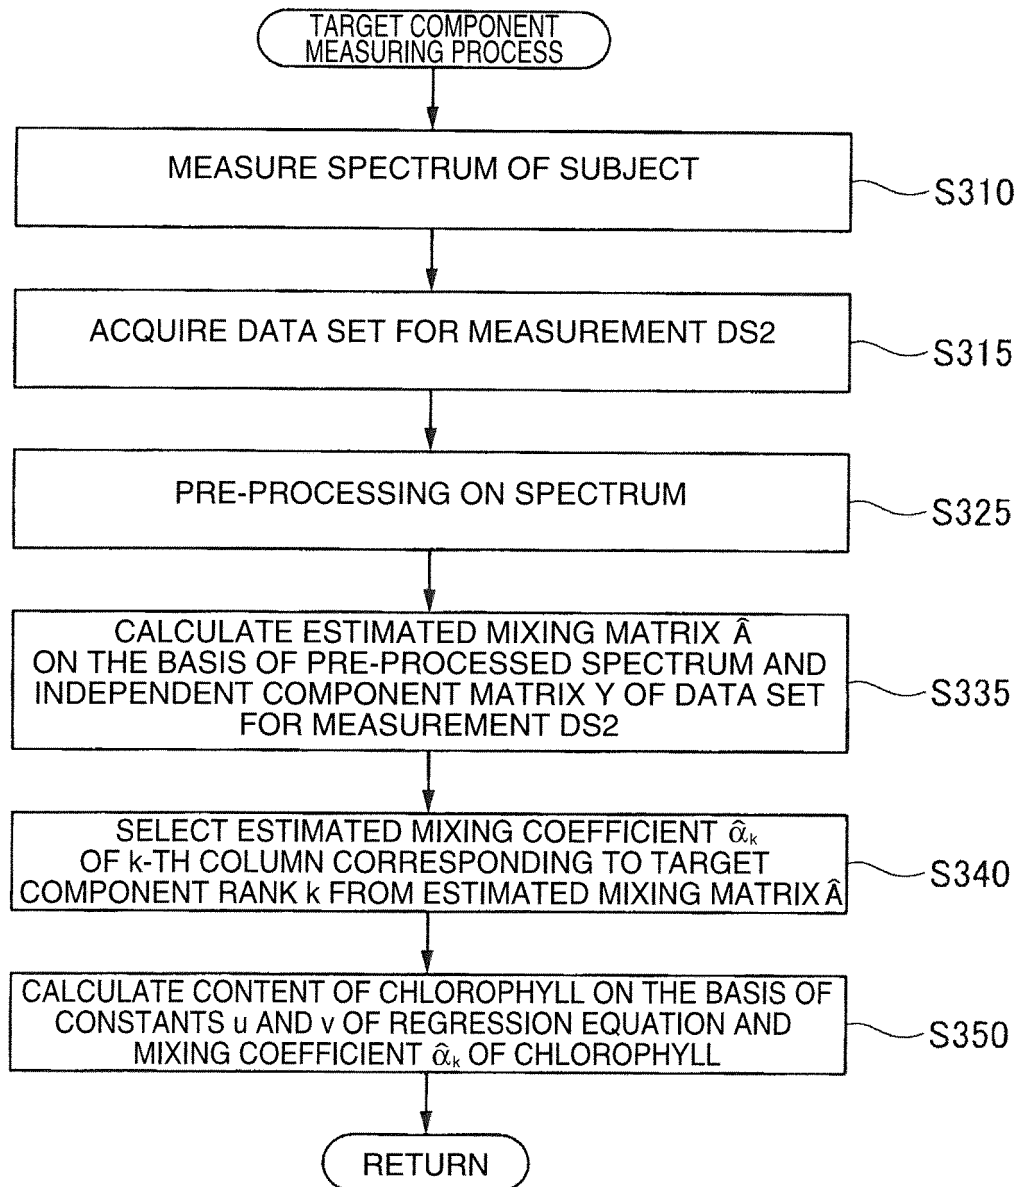 TARGET COMPONENT
MEASURING PROCESS
MEASURE SPECTRUM OF SUBJECT
S310
ACQUIRE DATA SET FOR MEASUREMENT DS2
S315
PRE-PROCESSING ON SPECTRUM
S325
CALCULATE ESTIMATED MIXING MATRIX Â
ON THE BASIS OF PRE-PROCESSED SPECTRUM AND
INDEPENDENT COMPONENT MATRIX Y OF DATA SET
FOR MEASUREMENT DS2
S335
SELECT ESTIMATED MIXING COEFFICIENT α̂ₖ
OF k-TH COLUMN CORRESPONDING TO TARGET
COMPONENT RANK k FROM ESTIMATED MIXING MATRIX Â
S340
CALCULATE CONTENT OF CHLOROPHYLL ON THE BASIS OF
CONSTANTS u AND v OF REGRESSION EQUATION AND
MIXING COEFFICIENT α̂ₖ OF CHLOROPHYLL
S350
RETURN